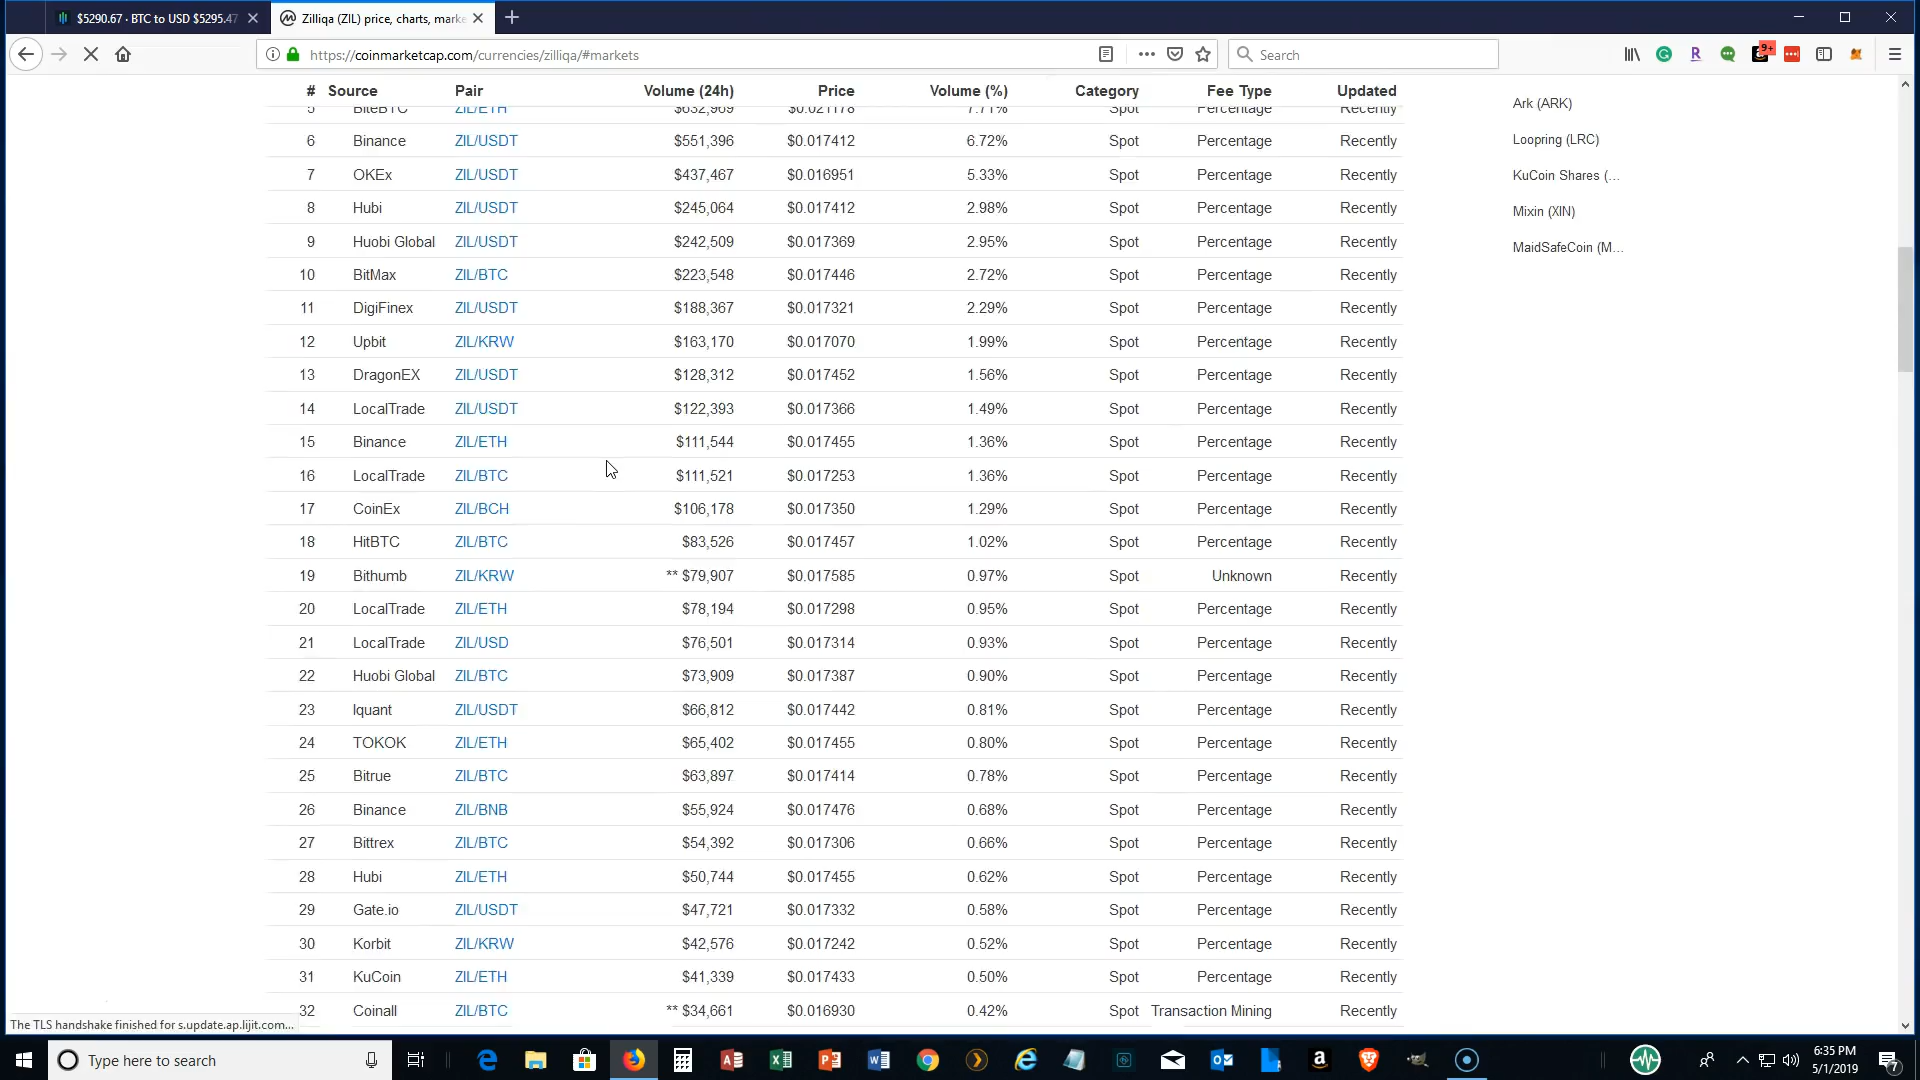 $5290.67 · BTC to USD $5295.47
Zilliqa (ZIL) price, charts, marke
https://coinmarketcap.com/currencies/zilliqa/#markets
Search
9+
# Source Pair Volume (24h) Price Volume (%) Category Fee Type Updated
5 BiteBTC ZIL/ETH $632,969 $0.021178 7.71% Spot Percentage Recently
6 Binance ZIL/USDT $551,396 $0.017412 6.72% Spot Percentage Recently
7 OKEx ZIL/USDT $437,467 $0.016951 5.33% Spot Percentage Recently
8 Hubi ZIL/USDT $245,064 $0.017412 2.98% Spot Percentage Recently
9 Huobi Global ZIL/USDT $242,509 $0.017369 2.95% Spot Percentage Recently
10 BitMax ZIL/BTC $223,548 $0.017446 2.72% Spot Percentage Recently
11 DigiFinex ZIL/USDT $188,367 $0.017321 2.29% Spot Percentage Recently
12 Upbit ZIL/KRW $163,170 $0.017070 1.99% Spot Percentage Recently
13 DragonEX ZIL/USDT $128,312 $0.017452 1.56% Spot Percentage Recently
14 LocalTrade ZIL/USDT $122,393 $0.017366 1.49% Spot Percentage Recently
15 Binance ZIL/ETH $111,544 $0.017455 1.36% Spot Percentage Recently
16 LocalTrade ZIL/BTC $111,521 $0.017253 1.36% Spot Percentage Recently
17 CoinEx ZIL/BCH $106,178 $0.017350 1.29% Spot Percentage Recently
18 HitBTC ZIL/BTC $83,526 $0.017457 1.02% Spot Percentage Recently
19 Bithumb ZIL/KRW ** $79,907 $0.017585 0.97% Spot Unknown Recently
20 LocalTrade ZIL/ETH $78,194 $0.017298 0.95% Spot Percentage Recently
21 LocalTrade ZIL/USD $76,501 $0.017314 0.93% Spot Percentage Recently
22 Huobi Global ZIL/BTC $73,909 $0.017387 0.90% Spot Percentage Recently
23 Iquant ZIL/USDT $66,812 $0.017442 0.81% Spot Percentage Recently
24 TOKOK ZIL/ETH $65,402 $0.017455 0.80% Spot Percentage Recently
25 Bitrue ZIL/BTC $63,897 $0.017414 0.78% Spot Percentage Recently
26 Binance ZIL/BNB $55,924 $0.017476 0.68% Spot Percentage Recently
27 Bittrex ZIL/BTC $54,392 $0.017306 0.66% Spot Percentage Recently
28 Hubi ZIL/ETH $50,744 $0.017455 0.62% Spot Percentage Recently
29 Gate.io ZIL/USDT $47,721 $0.017332 0.58% Spot Percentage Recently
30 Korbit ZIL/KRW $42,576 $0.017242 0.52% Spot Percentage Recently
31 KuCoin ZIL/ETH $41,339 $0.017433 0.50% Spot Percentage Recently
32 Coinall ZIL/BTC ** $34,661 $0.016930 0.42% Spot Transaction Mining Recently
Ark (ARK)
Loopring (LRC)
KuCoin Shares (...
Mixin (XIN)
MaidSafeCoin (M...
The TLS handshake finished for s.update.ap.lijit.com...
Type here to search
6:35 PM
5/1/2019
7